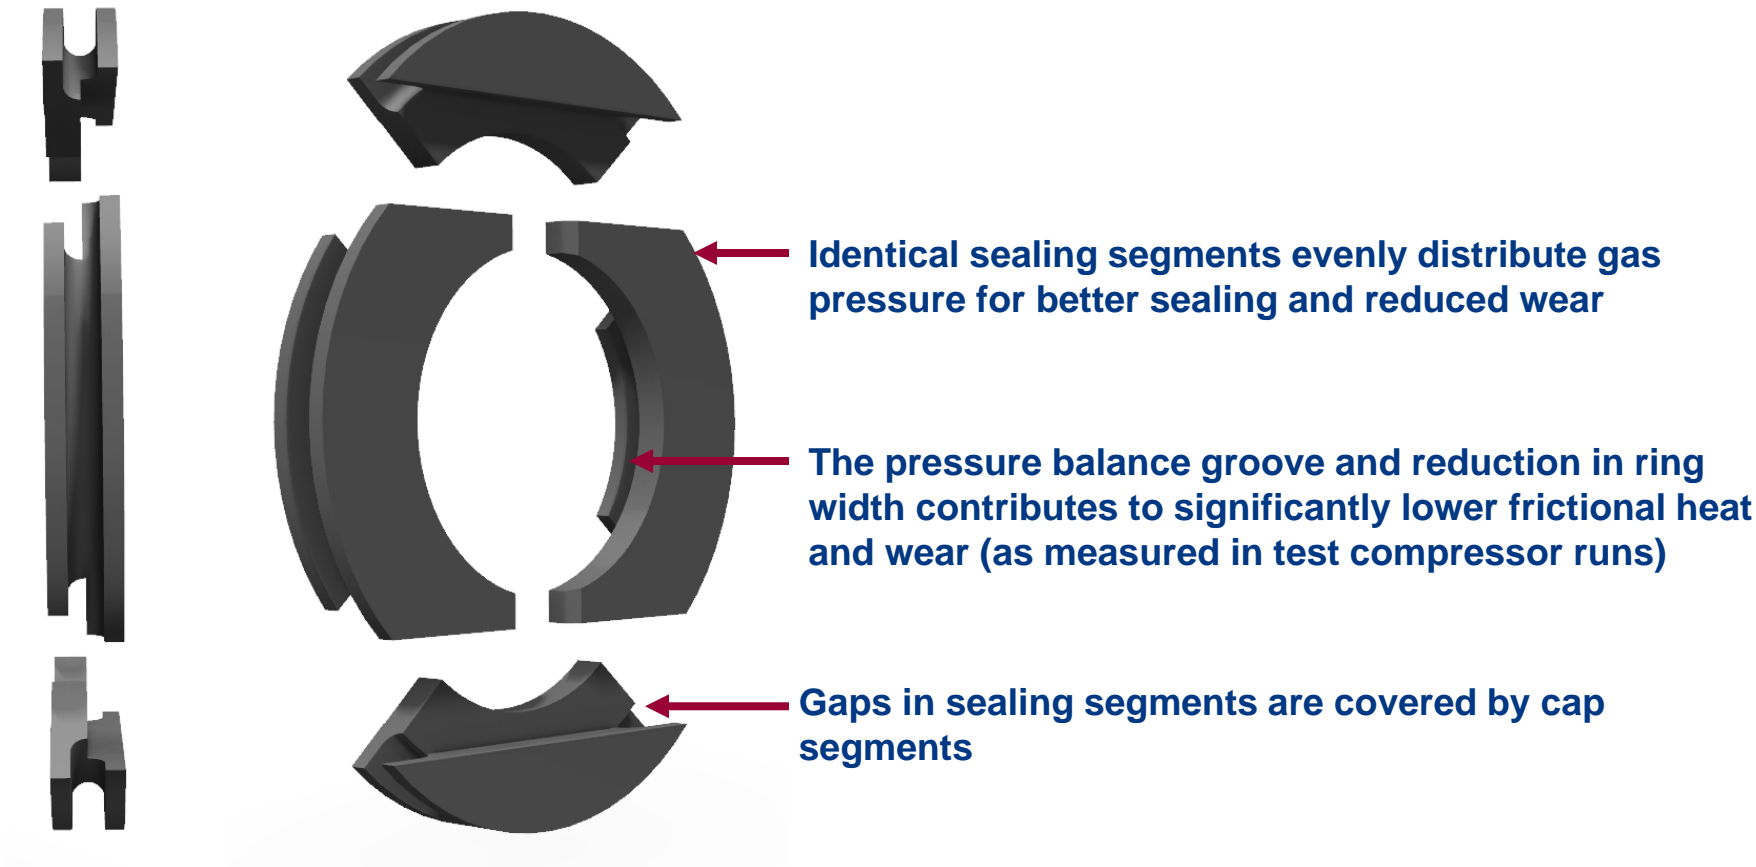 Identical sealing segments evenly distribute gas
pressure for better sealing and reduced wear
The pressure balance groove and reduction in ring
width contributes to significantly lower frictional heat
and wear (as measured in test compressor runs)
Gaps in sealing segments are covered by cap
segments